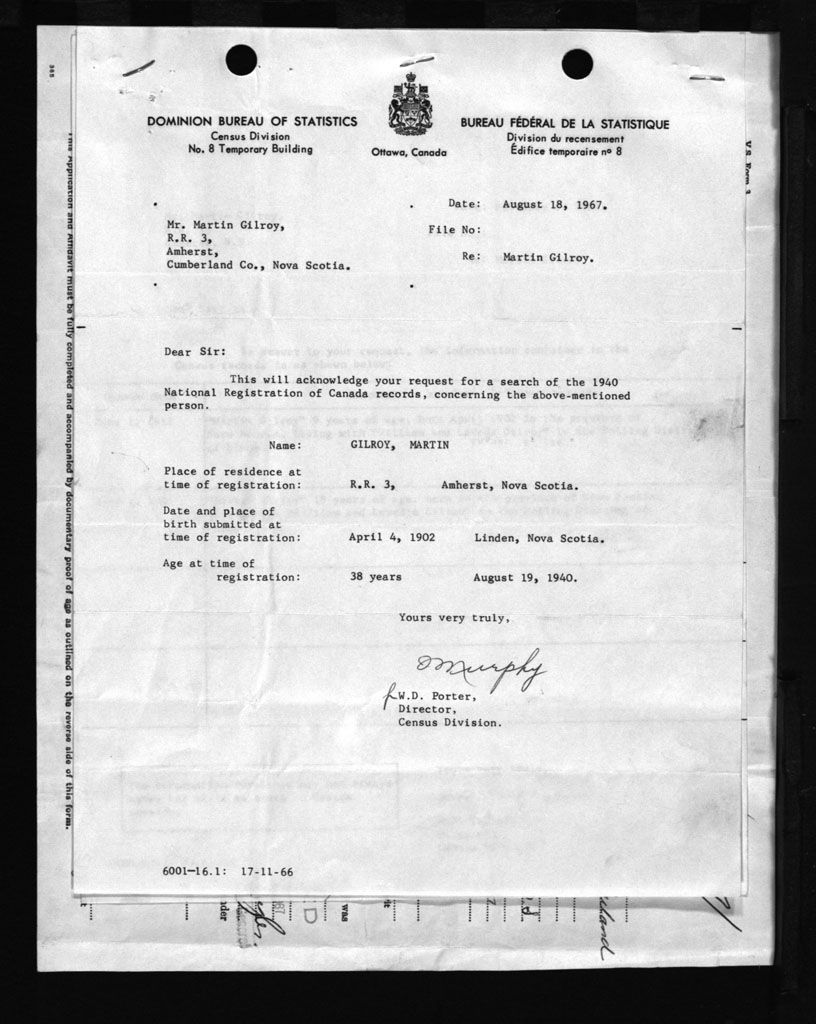 DOMINION BUREAU OF STATISTICS
Census Division
No. 8 Temporary Building
Ottawa, Canada
BUREAU FÉDÉRAL DE LA STATISTIQUE
Division du recensement
Édifice temporaire nº 8
Date: August 18, 1967.
File No:
Re: Martin Gilroy.
Mr. Martin Gilroy,
R.R. 3,
Amherst,
Cumberland Co., Nova Scotia.
Dear Sir:
This will acknowledge your request for a search of the 1940
National Registration of Canada records, concerning the above-mentioned
person.
Name: GILROY, MARTIN
Place of residence at
time of registration: R.R. 3, Amherst, Nova Scotia.
Date and place of
birth submitted at
time of registration: April 4, 1902 Linden, Nova Scotia.
Age at time of
registration: 38 years August 19, 1940.
Yours very truly,
Murphy
W.D. Porter,
Director,
Census Division.
6001-16.1: 17-11-66
Application and Affidavit must be fully completed and accompanied by documentary proof of age as outlined on the reverse side of this form.
V.S. Form 3
was